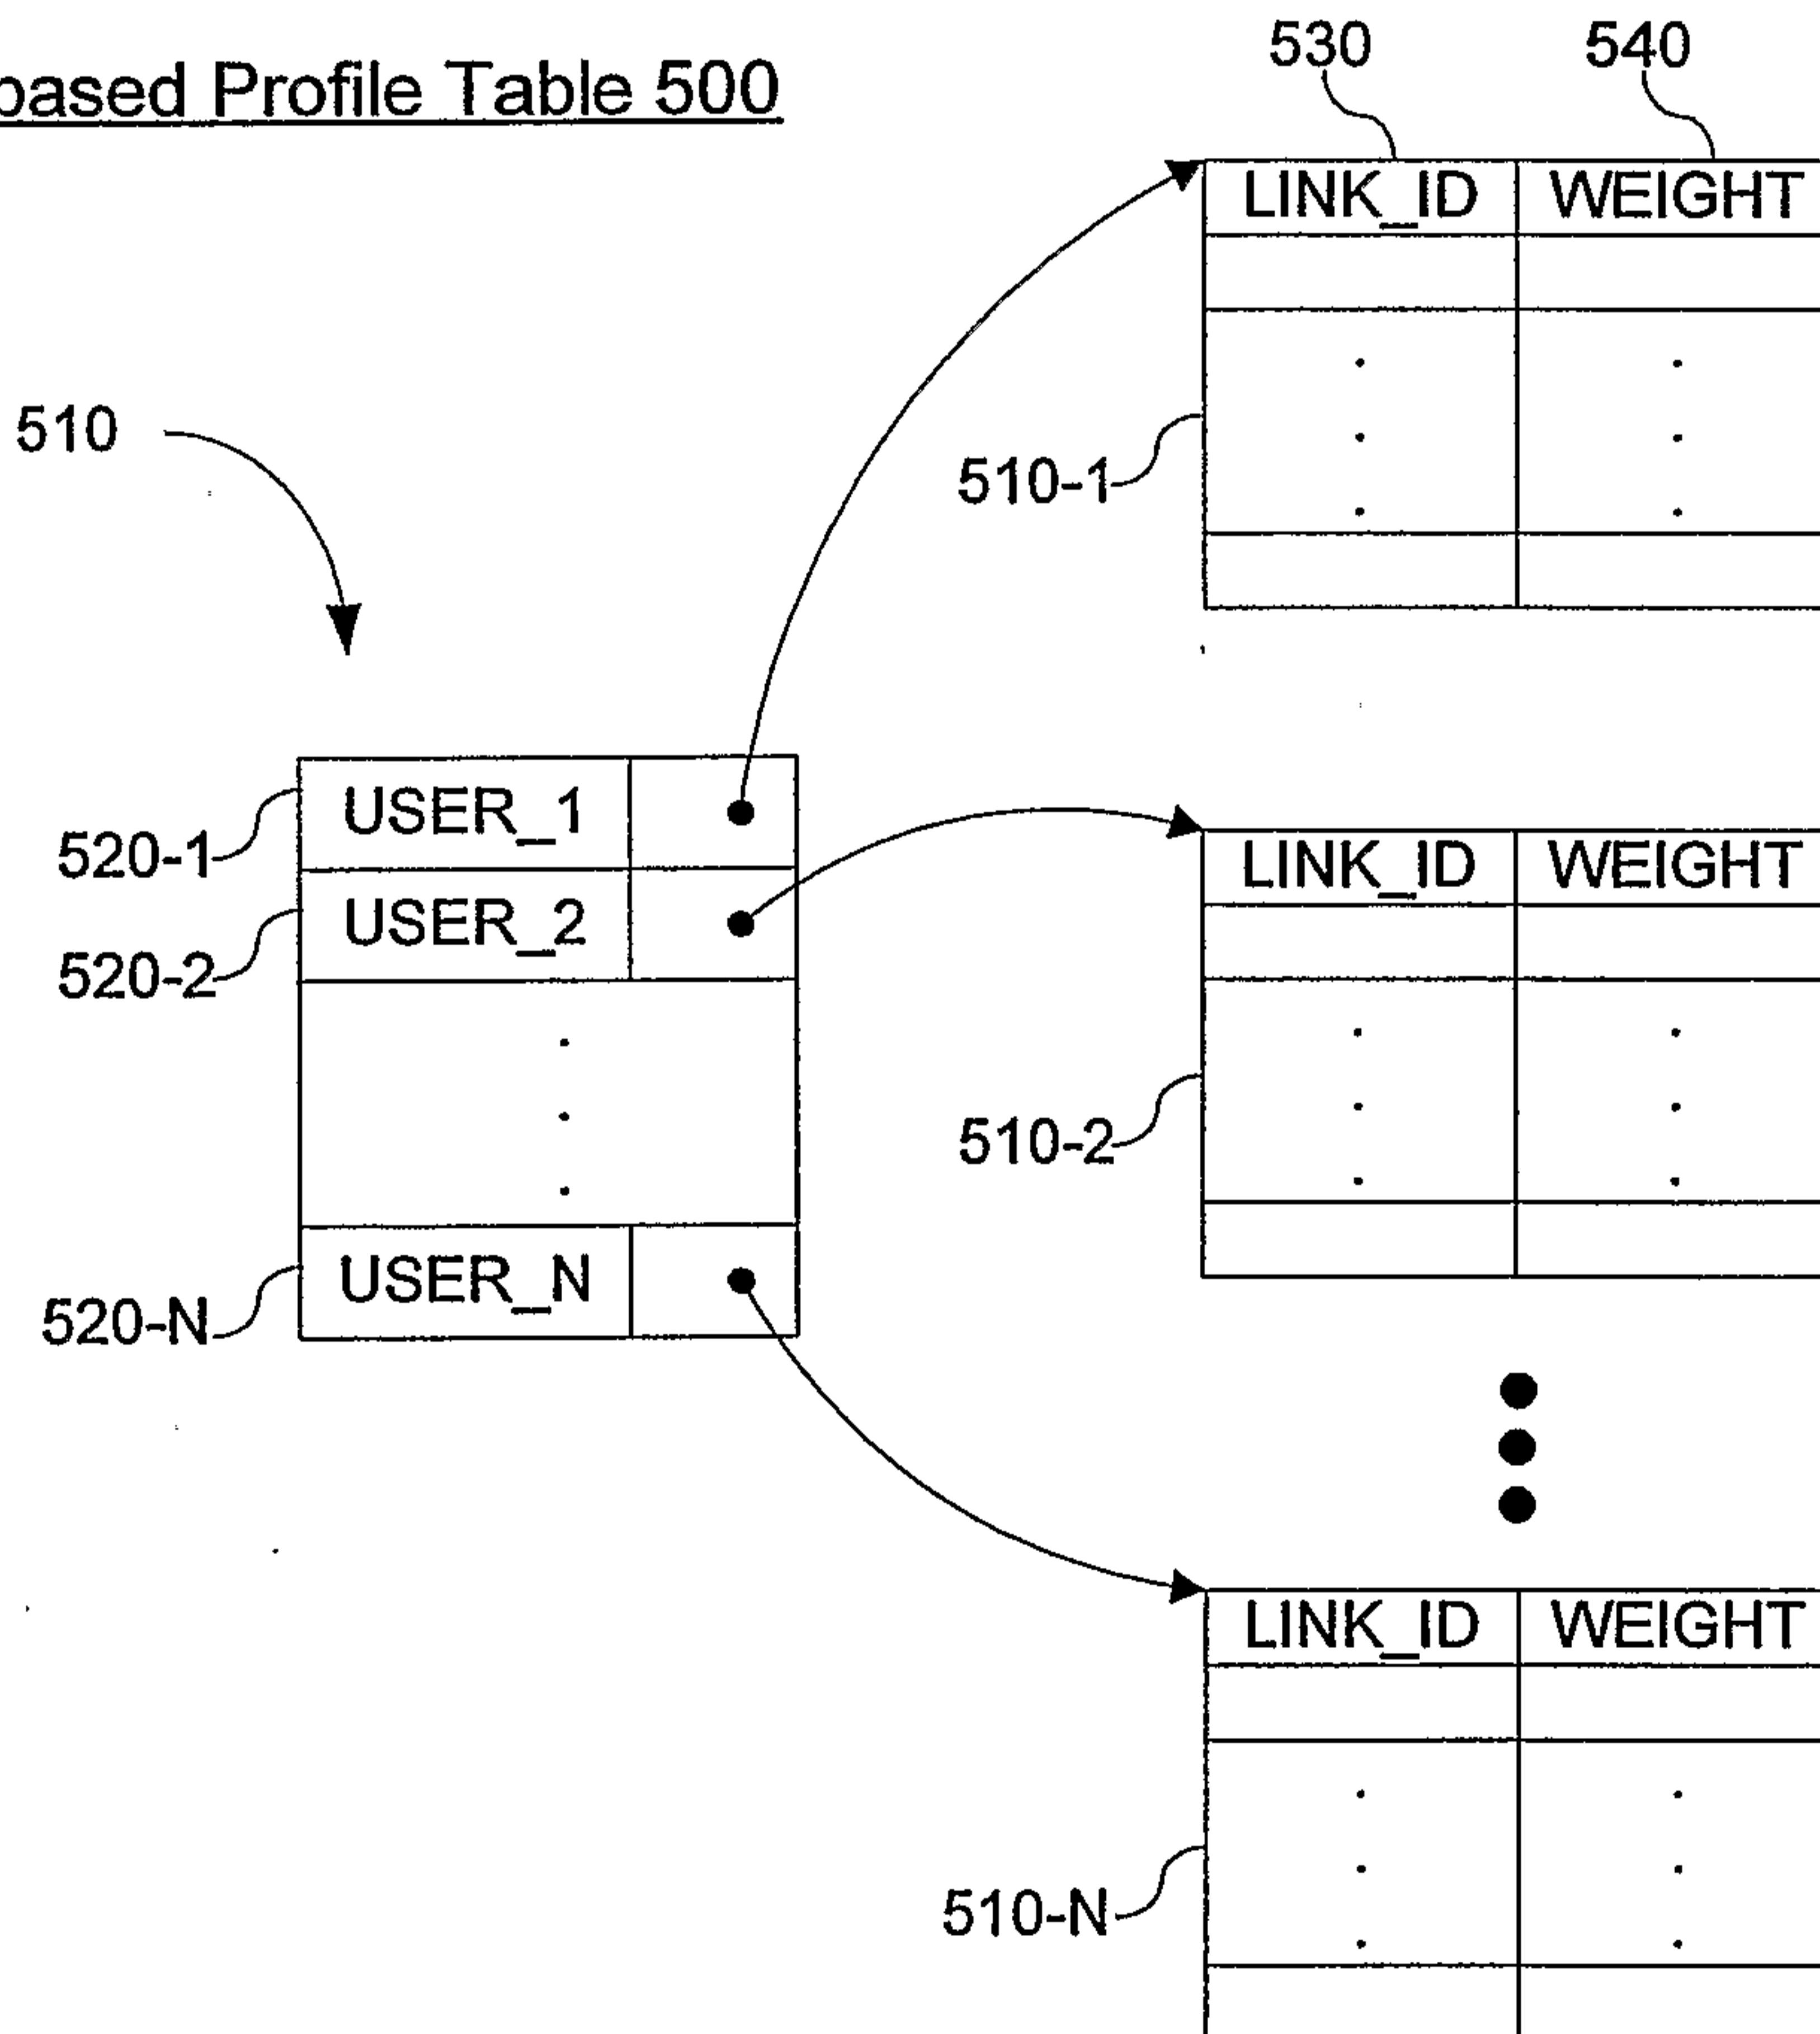 based Profile Table 500
530 540
LINK_ID WEIGHT
510
510-1
USER_1
520-1
LINK_ID WEIGHT
USER_2
520-2
510-2
USER_N
520-N
LINK_ID WEIGHT
510-N